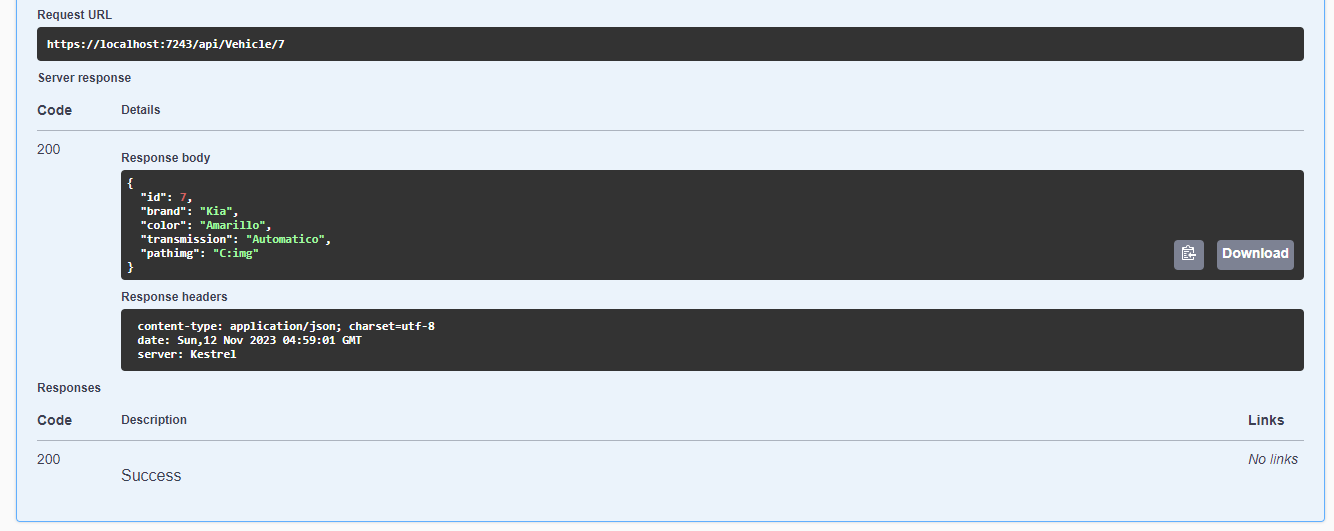 Request URL
https://localhost:7243/api/Vehicle/7
Server response
Code Details
200
Response body
{
"id": 7,
"brand": "Kia",
"color": "Amarillo",
"transmission": "Automatico",
"pathimg": "C:img"
}
Download
Response headers
content-type: application/json; charset=utf-8
date: Sun,12 Nov 2023 04:59:01 GMT
server: Kestrel
Responses
Code Description Links
200 No links
Success